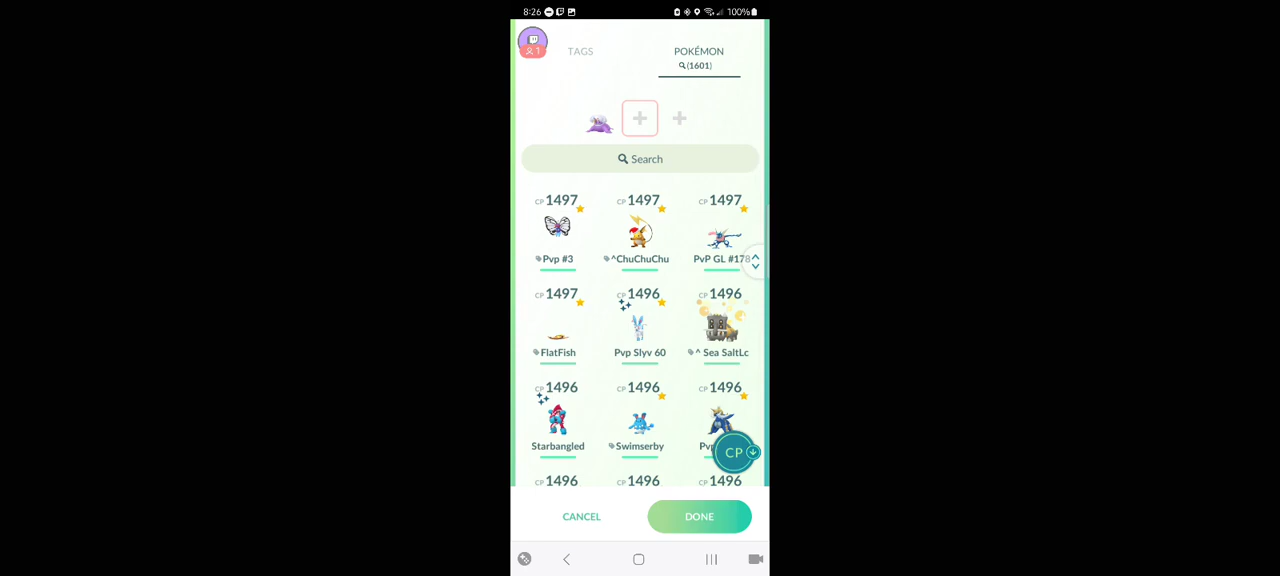 8:26 100%
1
TAGS POKÉMON
(1601)
Search
CP 1497 CP 1497 CP 1497
Pvp #3 ^ChuChuChu PvP GL #178
CP 1497 CP 1496 CP 1496
FlatFish Pvp Slyv 60 ^ Sea SaltLc
CP 1496 CP 1496 CP 1496
Starbangled Swimserby Pvp
CP
CP 1496 CP 1496 CP 1496
CANCEL DONE